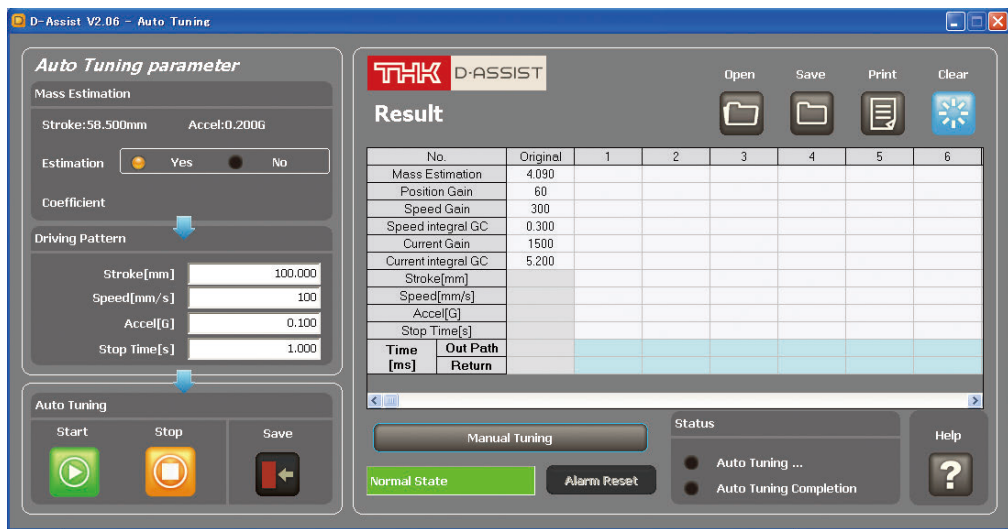 D-Assist V2.06 - Auto Tuning
Auto Tuning parameter
Mass Estimation
Stroke:58.500mm Accel:0.200G
Estimation Yes No
Coefficient
Driving Pattern
Stroke[mm] 100.000
Speed[mm/s] 100
Accel[G] 0.100
Stop Time[s] 1.000
Auto Tuning
Start Stop Save
THK D-ASSIST
Result
Open Save Print Clear
No. Original 1 2 3 4 5 6
Mass Estimation 4.090
Position Gain 60
Speed Gain 300
Speed integral GC 0.300
Current Gain 1500
Current integral GC 5.200
Stroke[mm]
Speed[mm/s]
Accel[G]
Stop Time[s]
Time [ms] Out Path
Return
Manual Tuning
Normal State Alarm Reset
Status
Auto Tuning ...
Auto Tuning Completion
Help
?